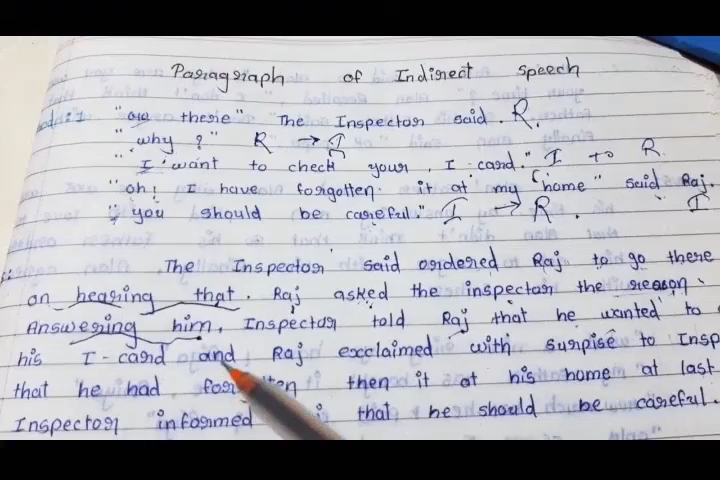 Paragraph of Indirect speech
"Go there" The Inspector said. R.
"why?" R → I
"I want to check your I-card." I to R
"oh! I have forgotten it at my home" said Raj.
"you should be careful." I → R. I
The Inspector said ordered Raj to go there
on hearing that. Raj asked the inspector the reason
Answering him, Inspector told Raj that he wanted to
his I-card and Raj exclaimed with surpise to Insp
that he had then it at his home at last
Inspector informed that he should be careful.